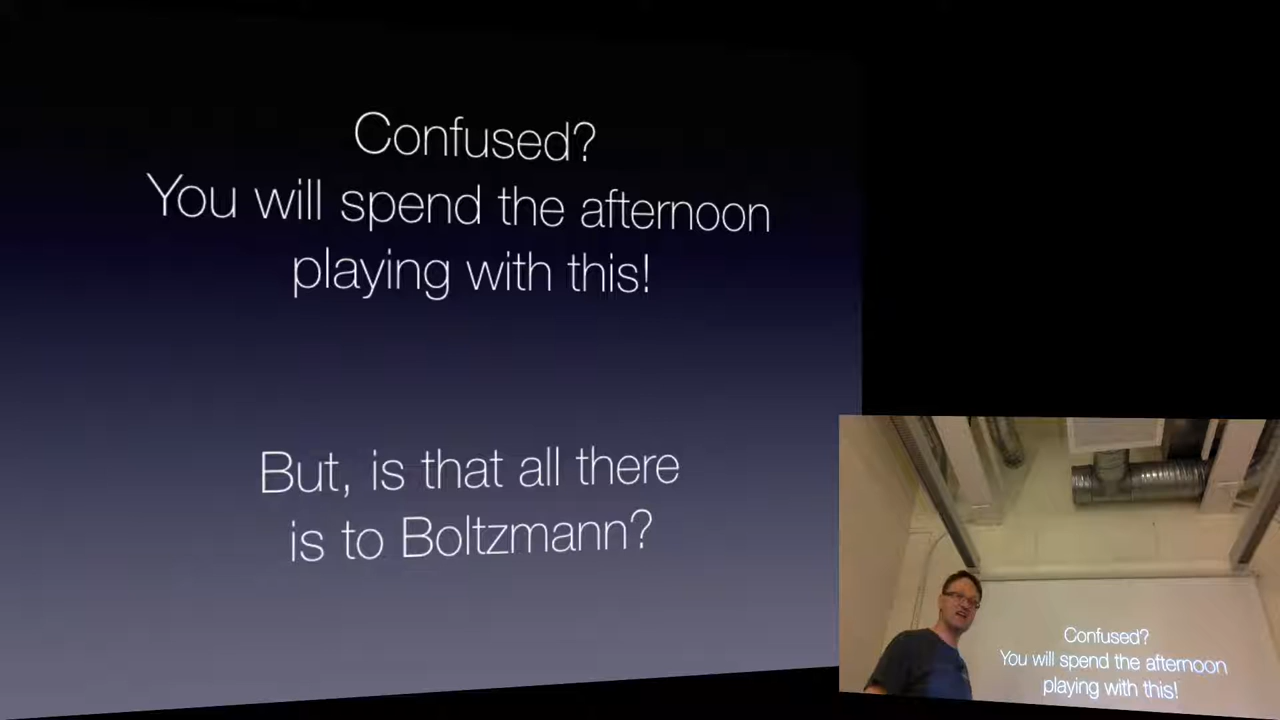 Confused?
You will spend the afternoon
playing with this!
But, is that all there
is to Boltzmann?
Confused?
You will spend the afternoon
playing with this!